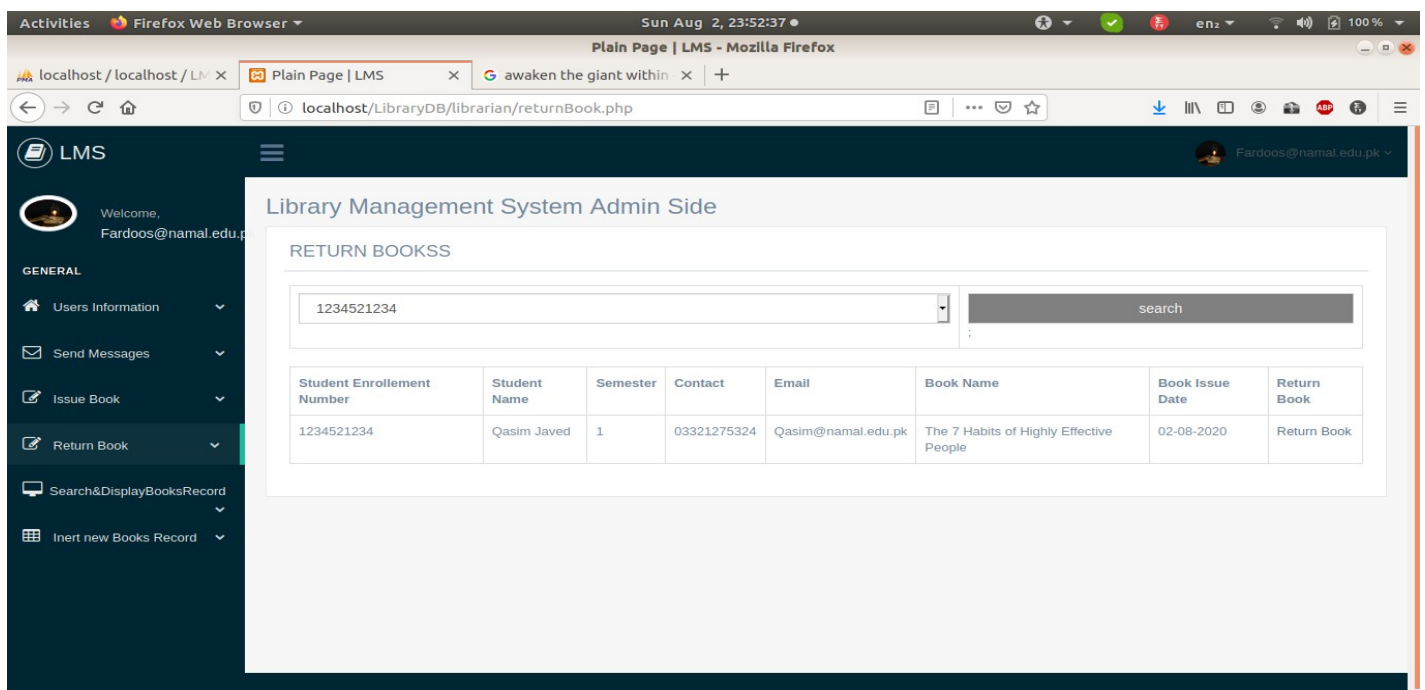 Activities Firefox Web Browser Sun Aug 2, 23:52:37 en₂ 100 %
Plain Page | LMS - Mozilla Firefox
localhost / localhost / LM Plain Page | LMS awaken the giant within
localhost/LibraryDB/librarian/returnBook.php
LMS Fardoos@namal.edu.pk
Welcome,
Fardoos@namal.edu.p
GENERAL
Users Information
Send Messages
Issue Book
Return Book
Search&DisplayBooksRecord
Inert new Books Record
Library Management System Admin Side
RETURN BOOKSS
1234521234 search
;
Student Enrollement Number Student Name Semester Contact Email Book Name Book Issue Date Return Book
1234521234 Qasim Javed 1 03321275324 Qasim@namal.edu.pk The 7 Habits of Highly Effective People 02-08-2020 Return Book